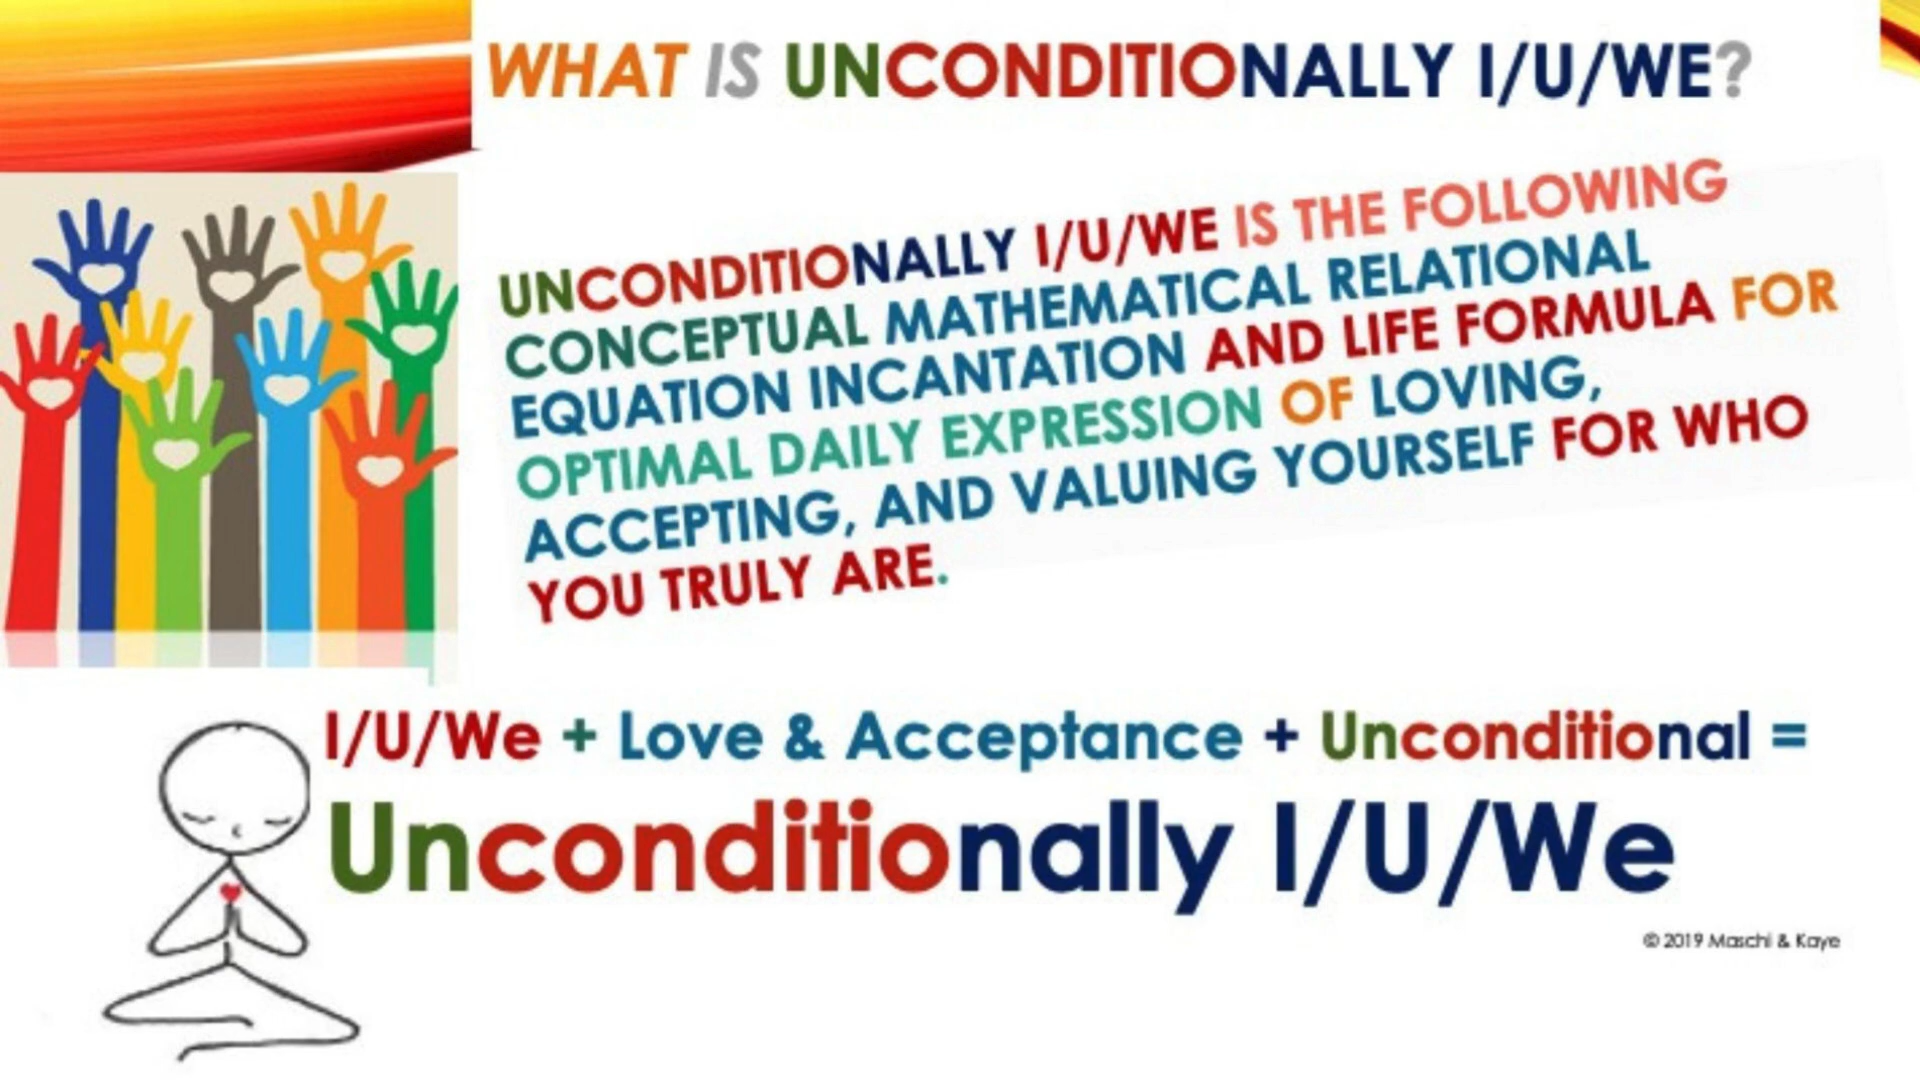 WHAT IS UNCONDITIONALLY I/U/WE?
UNCONDITIONALLY I/U/WE IS THE FOLLOWING
CONCEPTUAL MATHEMATICAL RELATIONAL
EQUATION INCANTATION AND LIFE FORMULA FOR
OPTIMAL DAILY EXPRESSION OF LOVING,
ACCEPTING, AND VALUING YOURSELF FOR WHO
YOU TRULY ARE.
I/U/We + Love & Acceptance + Unconditional =
Unconditionally I/U/We
© 2019 Maschi & Kaye